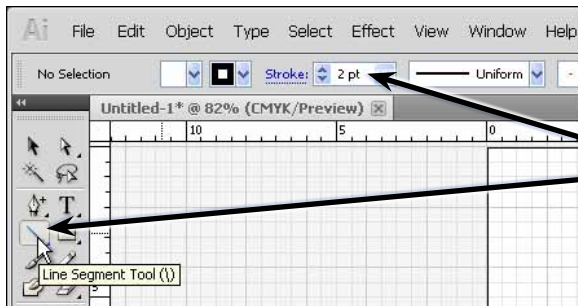 Ai File Edit Object Type Select Effect View Window Help
No Selection Stroke: 2 pt Uniform
Untitled-1* @ 82% (CMYK/Preview)
10 5 0
T
Line Segment Tool (\)
5